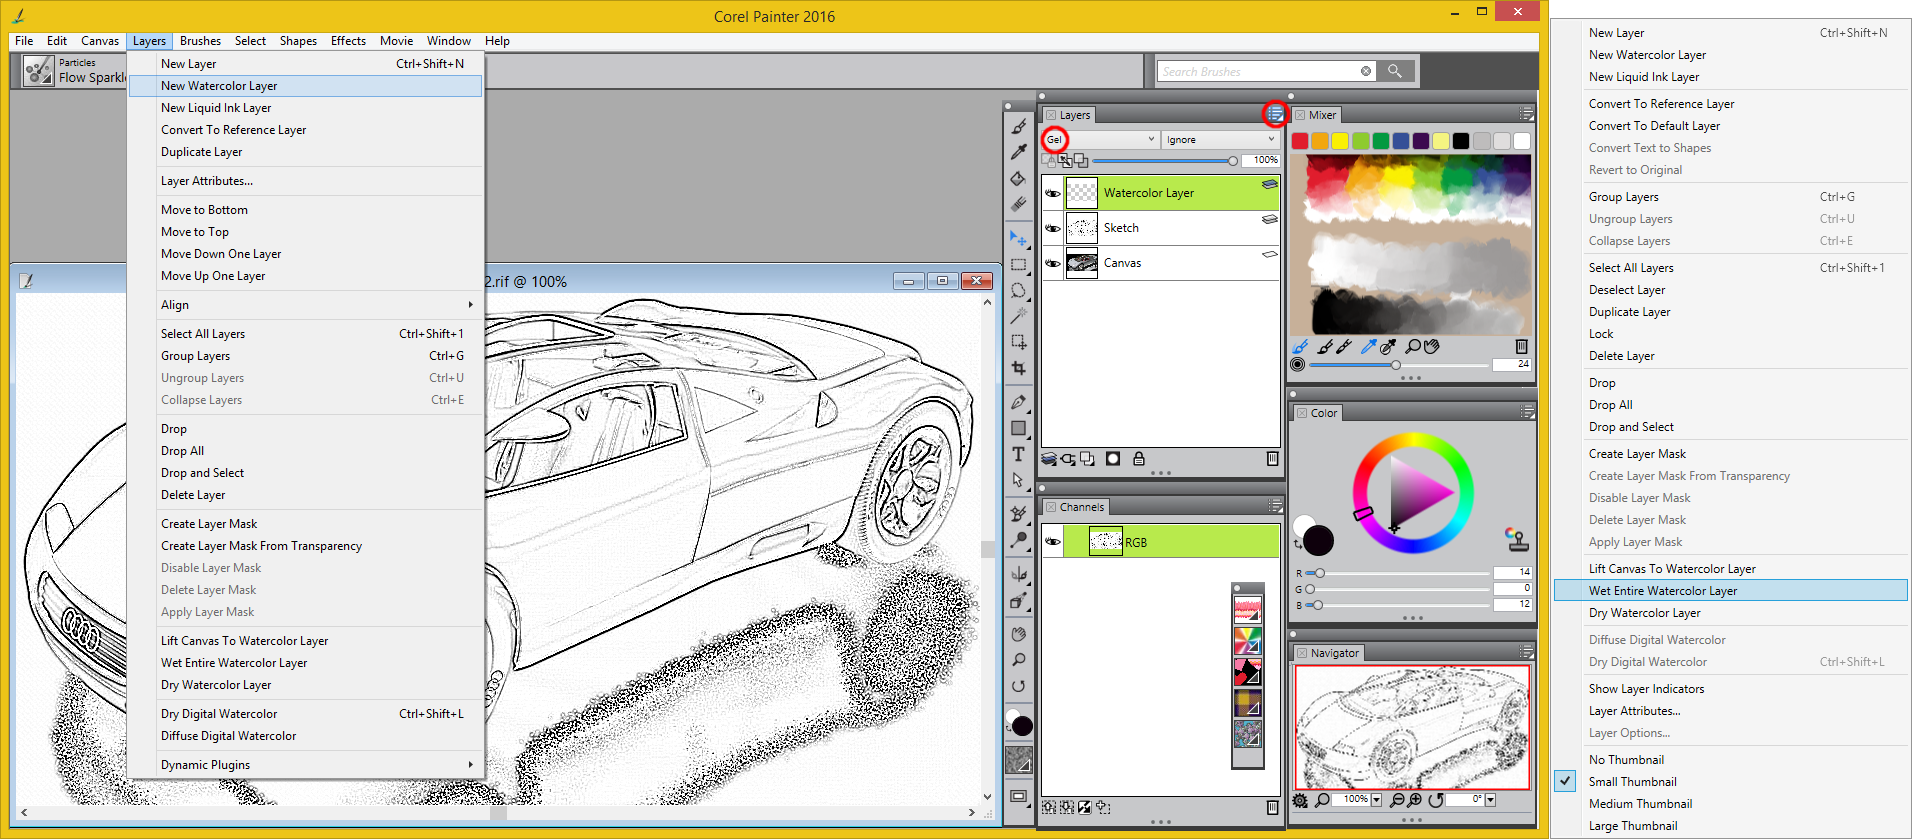 Corel Painter 2016
File Edit Canvas Layers Brushes Select Shapes Effects Movie Window Help
Particles
Flow Sparkle
Search Brushes
New Layer Ctrl+Shift+N
New Watercolor Layer
New Liquid Ink Layer
Convert To Reference Layer
Duplicate Layer
Layer Attributes...
Move to Bottom
Move to Top
Move Down One Layer
Move Up One Layer
Align
Select All Layers Ctrl+Shift+1
Group Layers Ctrl+G
Ungroup Layers Ctrl+U
Collapse Layers Ctrl+E
Drop
Drop All
Drop and Select
Delete Layer
Create Layer Mask
Create Layer Mask From Transparency
Disable Layer Mask
Delete Layer Mask
Apply Layer Mask
Lift Canvas To Watercolor Layer
Wet Entire Watercolor Layer
Dry Watercolor Layer
Dry Digital Watercolor Ctrl+Shift+L
Diffuse Digital Watercolor
Dynamic Plugins
2.rif @ 100%
Layers
Gel Ignore
100%
Watercolor Layer
Sketch
Canvas
Channels
RGB
Mixer
24
Color
R 14
G 0
B 12
Navigator
100% 0°
New Layer Ctrl+Shift+N
New Watercolor Layer
New Liquid Ink Layer
Convert To Reference Layer
Convert To Default Layer
Convert Text to Shapes
Revert to Original
Group Layers Ctrl+G
Ungroup Layers Ctrl+U
Collapse Layers Ctrl+E
Select All Layers Ctrl+Shift+1
Deselect Layer
Duplicate Layer
Lock
Delete Layer
Drop
Drop All
Drop and Select
Create Layer Mask
Create Layer Mask From Transparency
Disable Layer Mask
Delete Layer Mask
Apply Layer Mask
Lift Canvas To Watercolor Layer
Wet Entire Watercolor Layer
Dry Watercolor Layer
Diffuse Digital Watercolor
Dry Digital Watercolor Ctrl+Shift+L
Show Layer Indicators
Layer Attributes...
Layer Options...
No Thumbnail
Small Thumbnail
Medium Thumbnail
Large Thumbnail